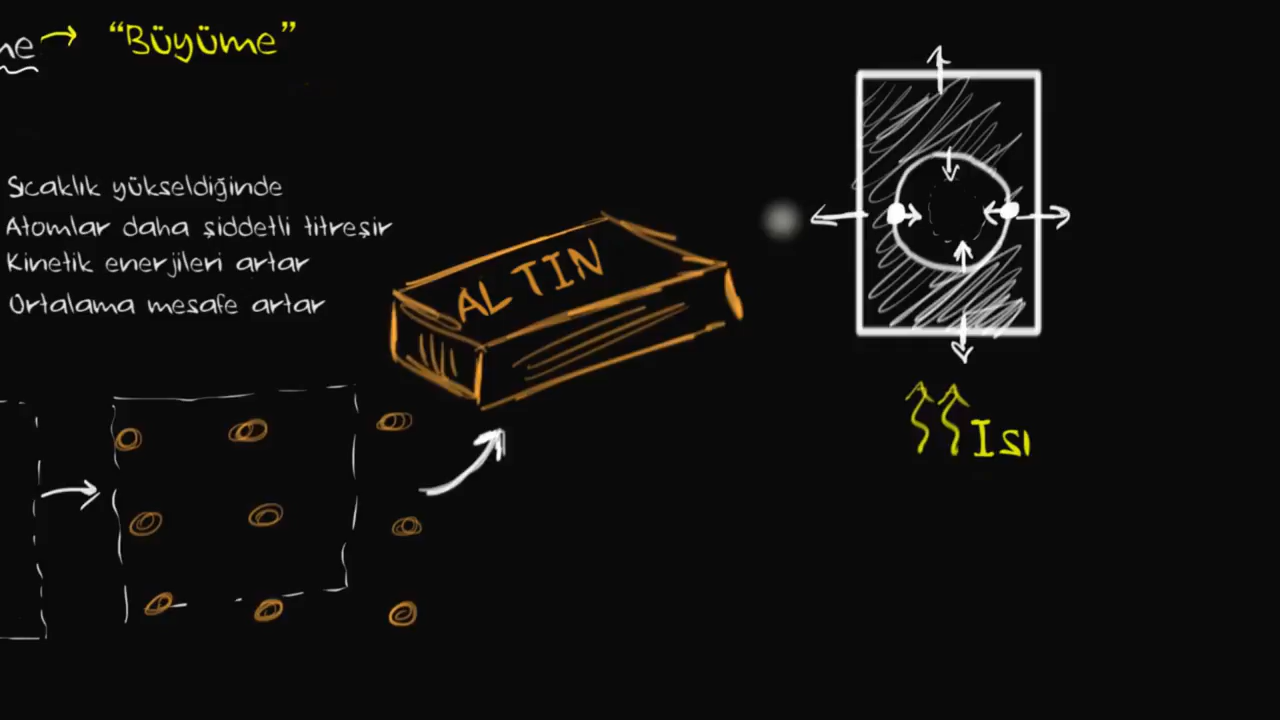 "Büyüme"
Sıcaklık yükseldiğinde
Atomlar daha şiddetli titreşir
Kinetik enerjileri artar
Ortalama mesafe artar
ALTIN
Isı